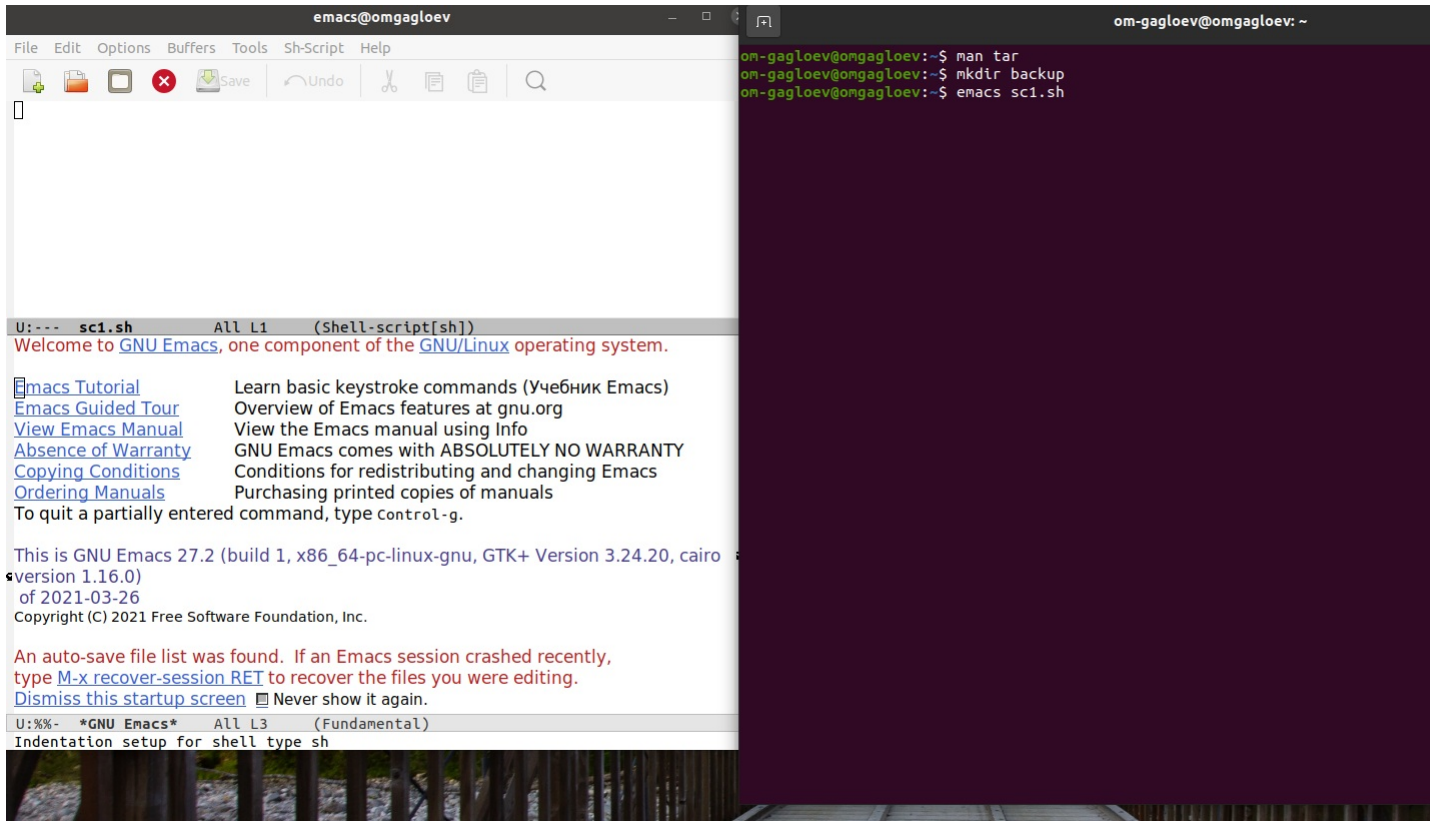 emacs@omgagloev
File Edit Options Buffers Tools Sh-Script Help
Save Undo
U:--- sc1.sh All L1 (Shell-script[sh])
Welcome to GNU Emacs, one component of the GNU/Linux operating system.
Emacs Tutorial Learn basic keystroke commands (Учебник Emacs)
Emacs Guided Tour Overview of Emacs features at gnu.org
View Emacs Manual View the Emacs manual using Info
Absence of Warranty GNU Emacs comes with ABSOLUTELY NO WARRANTY
Copying Conditions Conditions for redistributing and changing Emacs
Ordering Manuals Purchasing printed copies of manuals
To quit a partially entered command, type Control-g.
This is GNU Emacs 27.2 (build 1, x86_64-pc-linux-gnu, GTK+ Version 3.24.20, cairo
version 1.16.0)
of 2021-03-26
Copyright (C) 2021 Free Software Foundation, Inc.
An auto-save file list was found. If an Emacs session crashed recently,
type M-x recover-session RET to recover the files you were editing.
Dismiss this startup screen Never show it again.
U:%%- *GNU Emacs* All L3 (Fundamental)
Indentation setup for shell type sh
om-gagloev@omgagloev: ~
om-gagloev@omgagloev:~$ man tar
om-gagloev@omgagloev:~$ mkdir backup
om-gagloev@omgagloev:~$ emacs sc1.sh